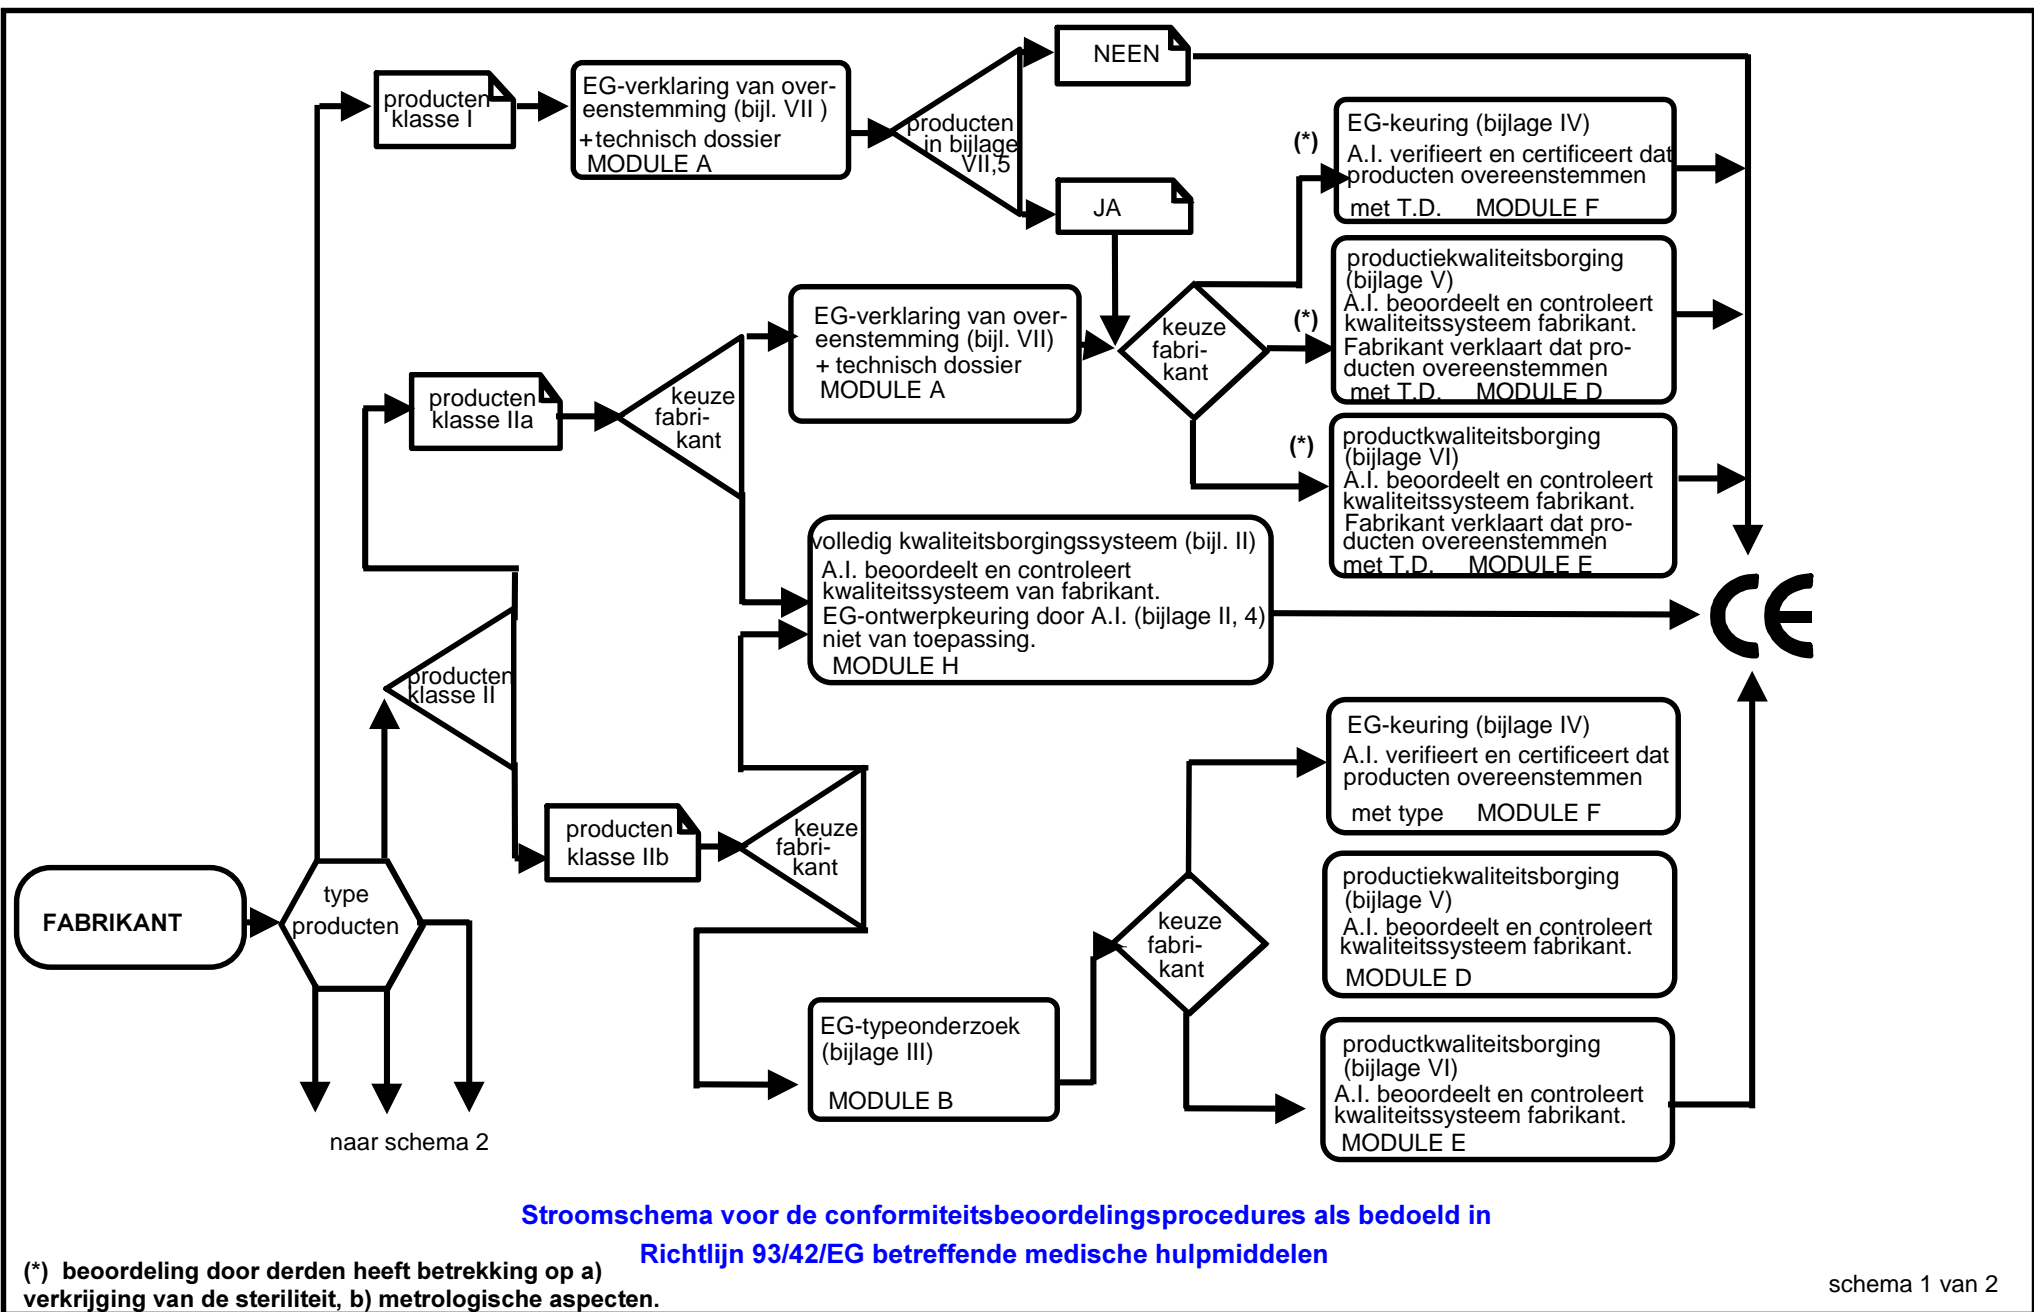 NEEN
producten
klasse I
EG-verklaring van over-
eenstemming (bijl. VII )
+technisch dossier
MODULE A
producten
in bijlage
VII,5
JA
(*)
EG-keuring (bijlage IV)
A.I. verifieert en certificeert dat
producten overeenstemmen
met T.D. MODULE F
productiekwaliteitsborging
(bijlage V)
A.I. beoordeelt en controleert
kwaliteitssysteem fabrikant.
Fabrikant verklaart dat pro-
ducten overeenstemmen
met T.D. MODULE D
(*)
EG-verklaring van over-
eenstemming (bijl. VII)
+ technisch dossier
MODULE A
keuze
fabri-
kant
producten
klasse IIa
keuze
fabri-
kant
(*)
productkwaliteitsborging
(bijlage VI)
A.I. beoordeelt en controleert
kwaliteitssysteem fabrikant.
Fabrikant verklaart dat pro-
ducten overeenstemmen
met T.D. MODULE E
volledig kwaliteitsborgingssysteem (bijl. II)
A.I. beoordeelt en controleert
kwaliteitssysteem van fabrikant.
EG-ontwerpkeuring door A.I. (bijlage II, 4)
niet van toepassing.
MODULE H
CE
producten
klasse II
EG-keuring (bijlage IV)
A.I. verifieert en certificeert dat
producten overeenstemmen
met type MODULE F
producten
klasse IIb
keuze
fabri-
kant
FABRIKANT
type
producten
keuze
fabri-
kant
productiekwaliteitsborging
(bijlage V)
A.I. beoordeelt en controleert
kwaliteitssysteem fabrikant.
MODULE D
EG-typeonderzoek
(bijlage III)
MODULE B
productkwaliteitsborging
(bijlage VI)
A.I. beoordeelt en controleert
kwaliteitssysteem fabrikant.
MODULE E
naar schema 2
Stroomschema voor de conformiteitsbeoordelingsprocedures als bedoeld in
Richtlijn 93/42/EG betreffende medische hulpmiddelen
(*) beoordeling door derden heeft betrekking op a)
verkrijging van de steriliteit, b) metrologische aspecten.
schema 1 van 2